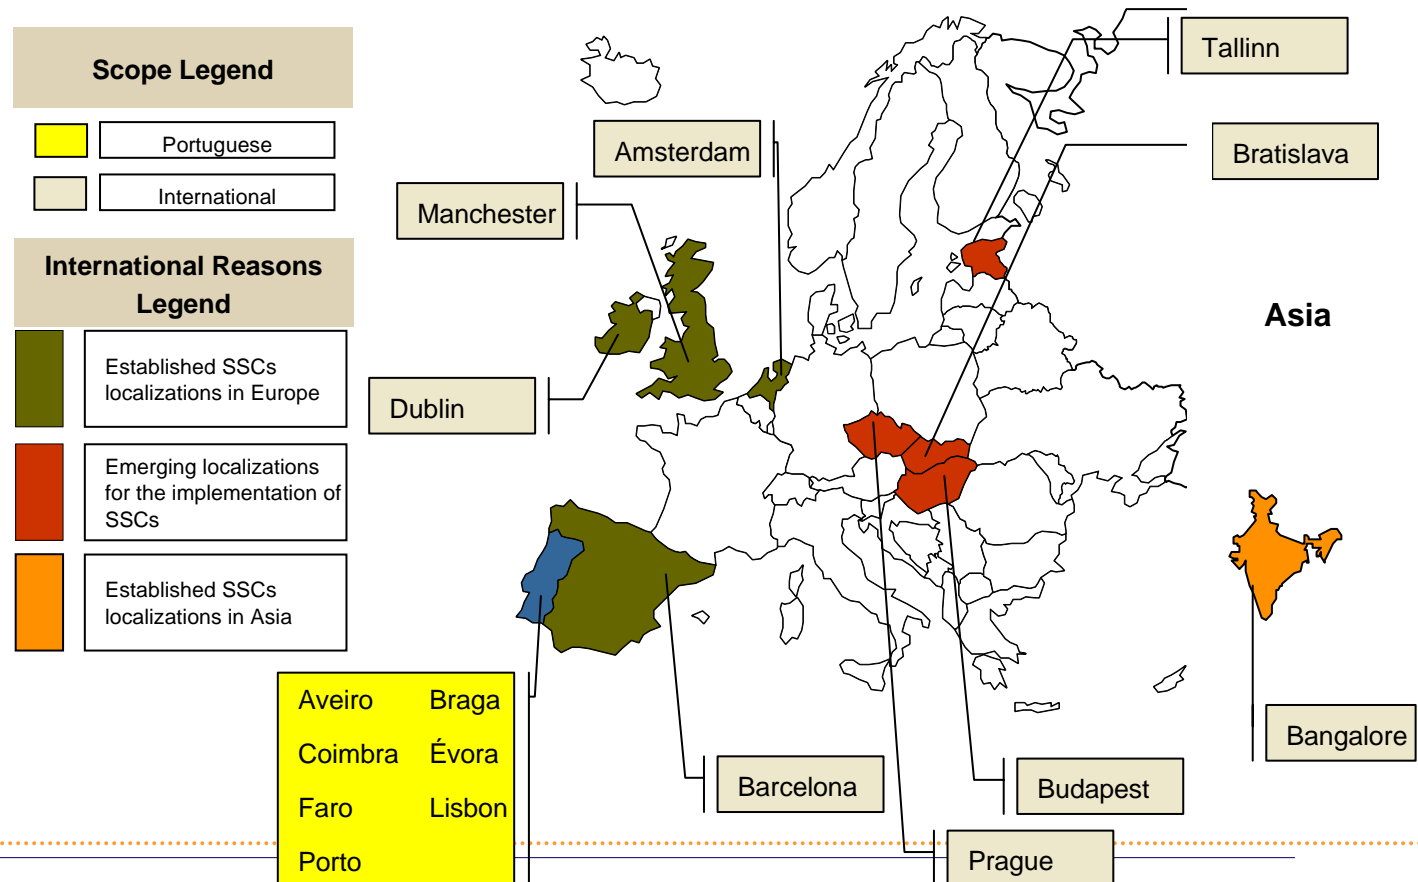 Scope Legend
Portuguese
International
International Reasons
Legend
Established SSCs
localizations in Europe
Emerging localizations
for the implementation of
SSCs
Established SSCs
localizations in Asia
Tallinn
Amsterdam
Bratislava
Manchester
Asia
Dublin
Aveiro Braga
Coimbra Évora
Faro Lisbon
Porto
Barcelona
Budapest
Prague
Bangalore